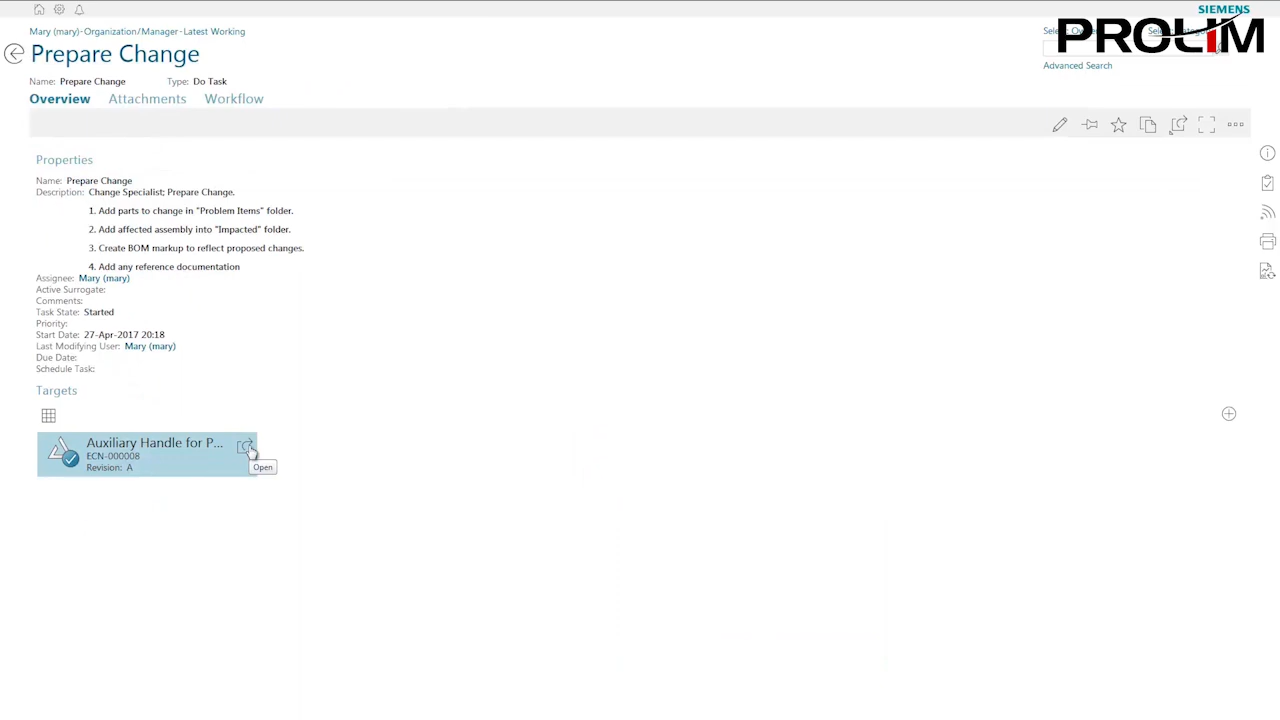 SIEMENS
Mary (mary)·Organization/Manager·Latest Working
PROLIM
Prepare Change
Advanced Search
Name: Prepare Change Type: Do Task
Overview Attachments Workflow
Properties
Name: Prepare Change
Description: Change Specialist; Prepare Change.
1. Add parts to change in "Problem Items" folder.
2. Add affected assembly into "Impacted" folder.
3. Create BOM markup to reflect proposed changes.
4. Add any reference documentation
Assignee: Mary (mary)
Active Surrogate:
Comments:
Task State: Started
Priority:
Start Date: 27-Apr-2017 20:18
Last Modifying User: Mary (mary)
Due Date:
Schedule Task:
Targets
Auxiliary Handle for P...
ECN-000008
Revision: A
Open